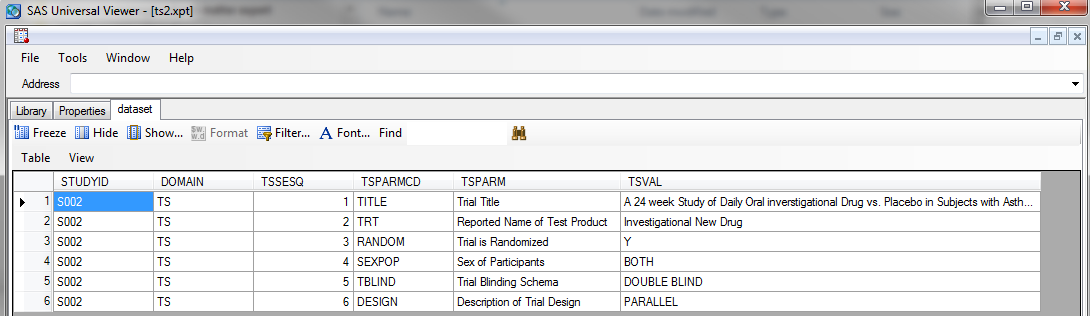 SAS Universal Viewer - [ts2.xpt]
File Tools Window Help
Address
Library Properties dataset
Freeze Hide Show... Format Filter... Font... Find
Table View
STUDYID DOMAIN TSSESQ TSPARMCD TSPARM TSVAL
1 S002 TS 1 TITLE Trial Title A 24 week Study of Daily Oral inverstigational Drug vs. Placebo in Subjects with Asth...
2 S002 TS 2 TRT Reported Name of Test Product Investigational New Drug
3 S002 TS 3 RANDOM Trial is Randomized Y
4 S002 TS 4 SEXPOP Sex of Participants BOTH
5 S002 TS 5 TBLIND Trial Blinding Schema DOUBLE BLIND
6 S002 TS 6 DESIGN Description of Trial Design PARALLEL